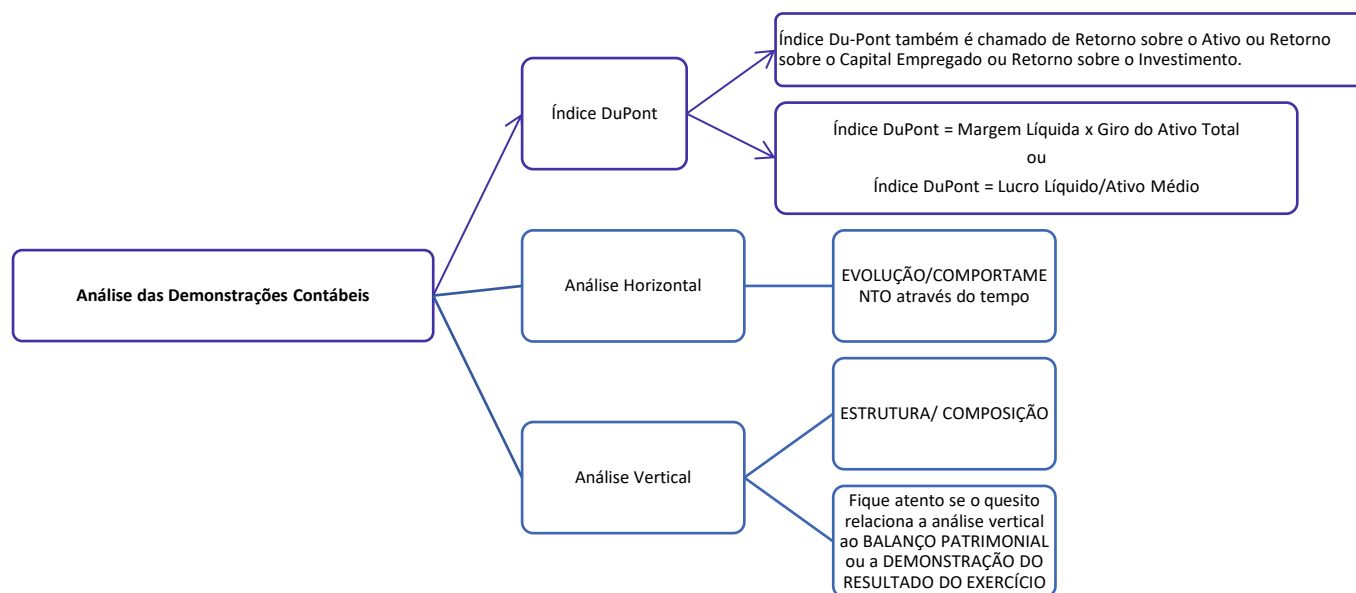 Índice Du-Pont também é chamado de Retorno sobre o Ativo ou Retorno
sobre o Capital Empregado ou Retorno sobre o Investimento.
Índice DuPont
Índice DuPont = Margem Líquida x Giro do Ativo Total
ou
Índice DuPont = Lucro Líquido/Ativo Médio
Análise das Demonstrações Contábeis
Análise Horizontal
EVOLUÇÃO/COMPORTAME
NTO através do tempo
Análise Vertical
ESTRUTURA/ COMPOSIÇÃO
Fique atento se o quesito
relaciona a análise vertical
ao BALANÇO PATRIMONIAL
ou a DEMONSTRAÇÃO DO
RESULTADO DO EXERCÍCIO